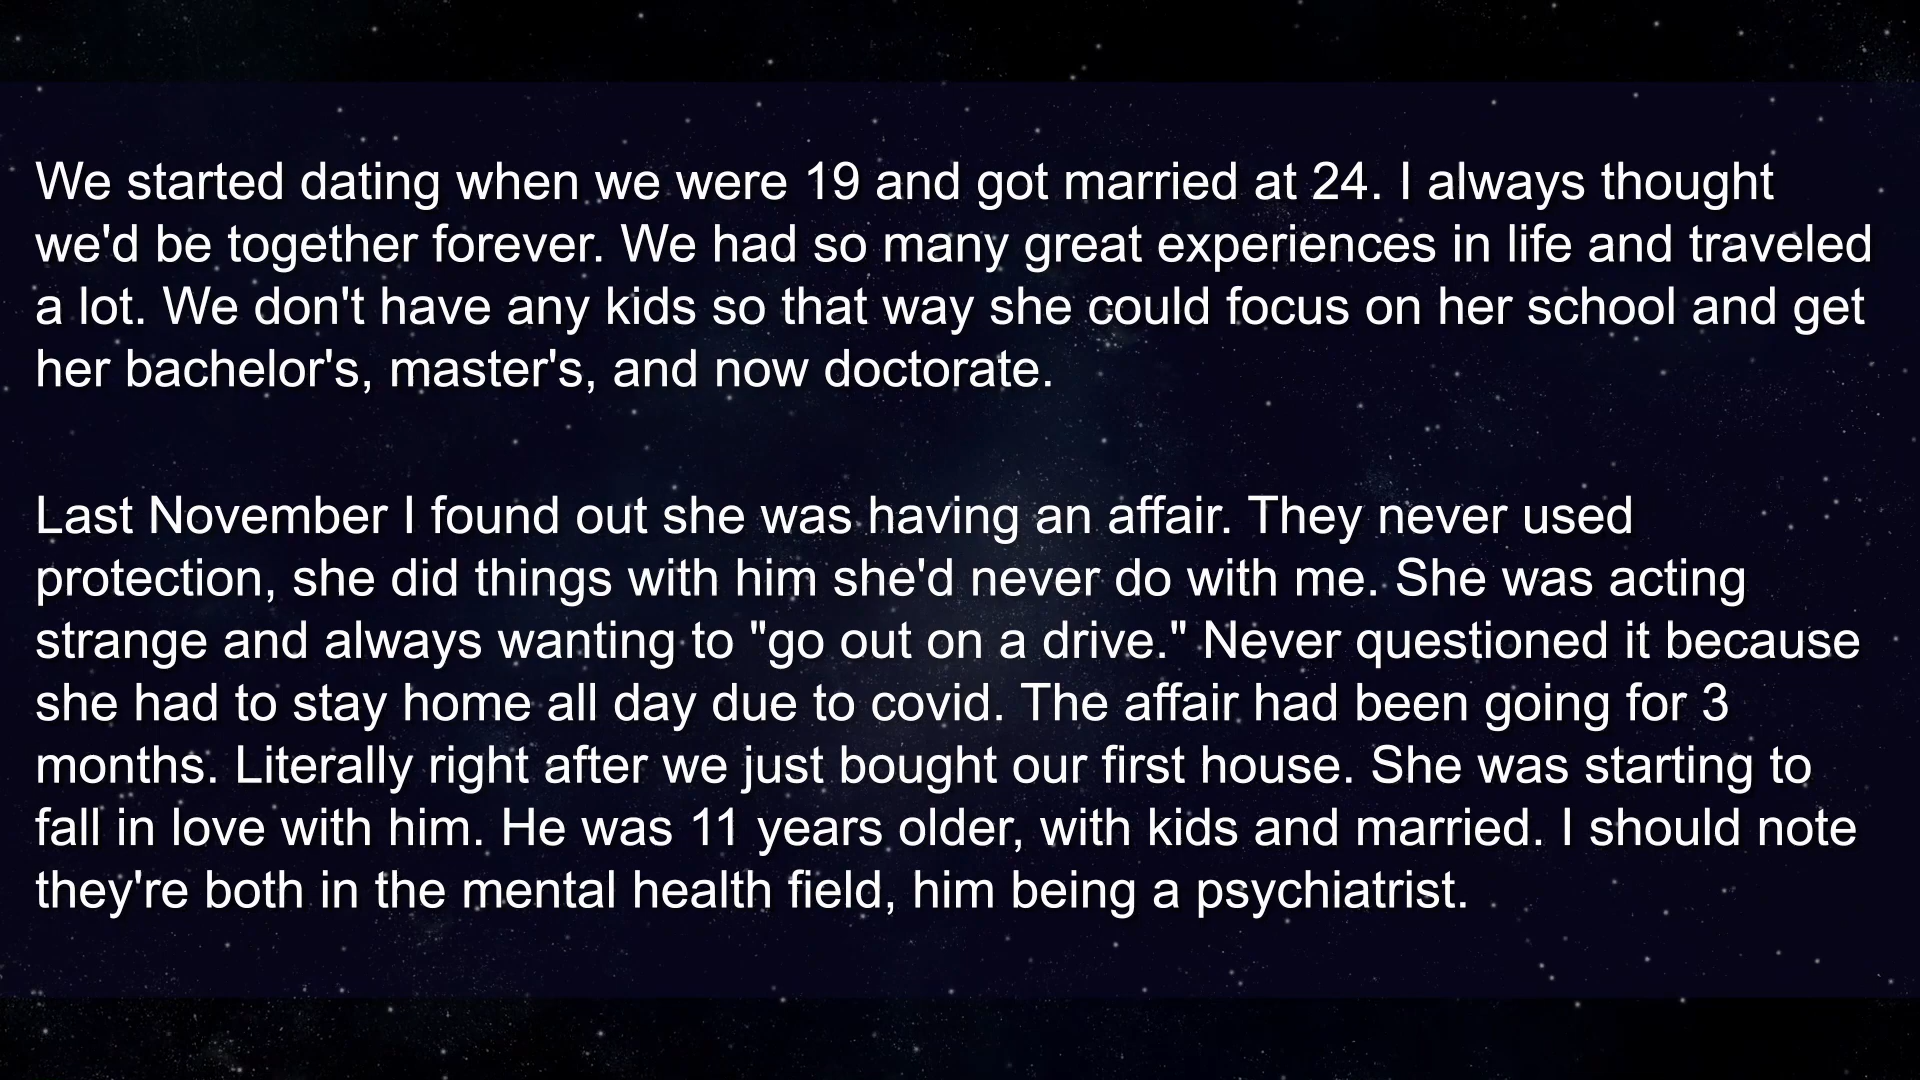 We started dating when we were 19 and got married at 24. I always thought
we'd be together forever. We had so many great experiences in life and traveled
a lot. We don't have any kids so that way she could focus on her school and get
her bachelor's, master's, and now doctorate.
Last November I found out she was having an affair. They never used
protection, she did things with him she'd never do with me. She was acting
strange and always wanting to "go out on a drive." Never questioned it because
she had to stay home all day due to covid. The affair had been going for 3
months. Literally right after we just bought our first house. She was starting to
fall in love with him. He was 11 years older, with kids and married. I should note
they're both in the mental health field, him being a psychiatrist.